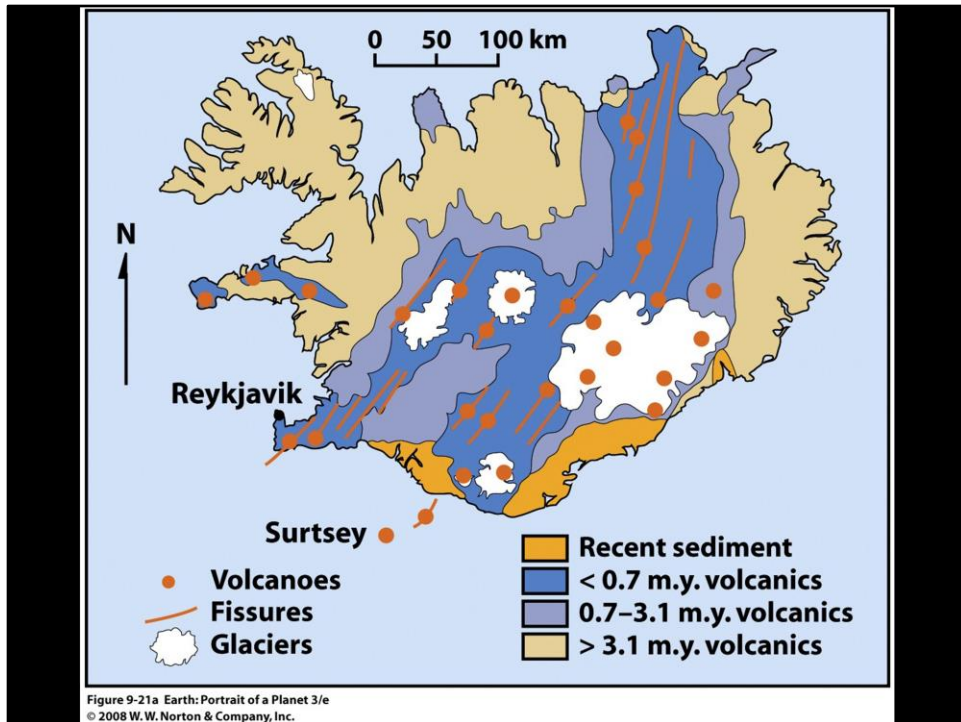 0 50 100 km
N
Reykjavik
Surtsey
Volcanoes
Fissures
Glaciers
Recent sediment
< 0.7 m.y. volcanics
0.7–3.1 m.y. volcanics
> 3.1 m.y. volcanics
Figure 9-21a Earth: Portrait of a Planet 3/e
© 2008 W. W. Norton & Company, Inc.